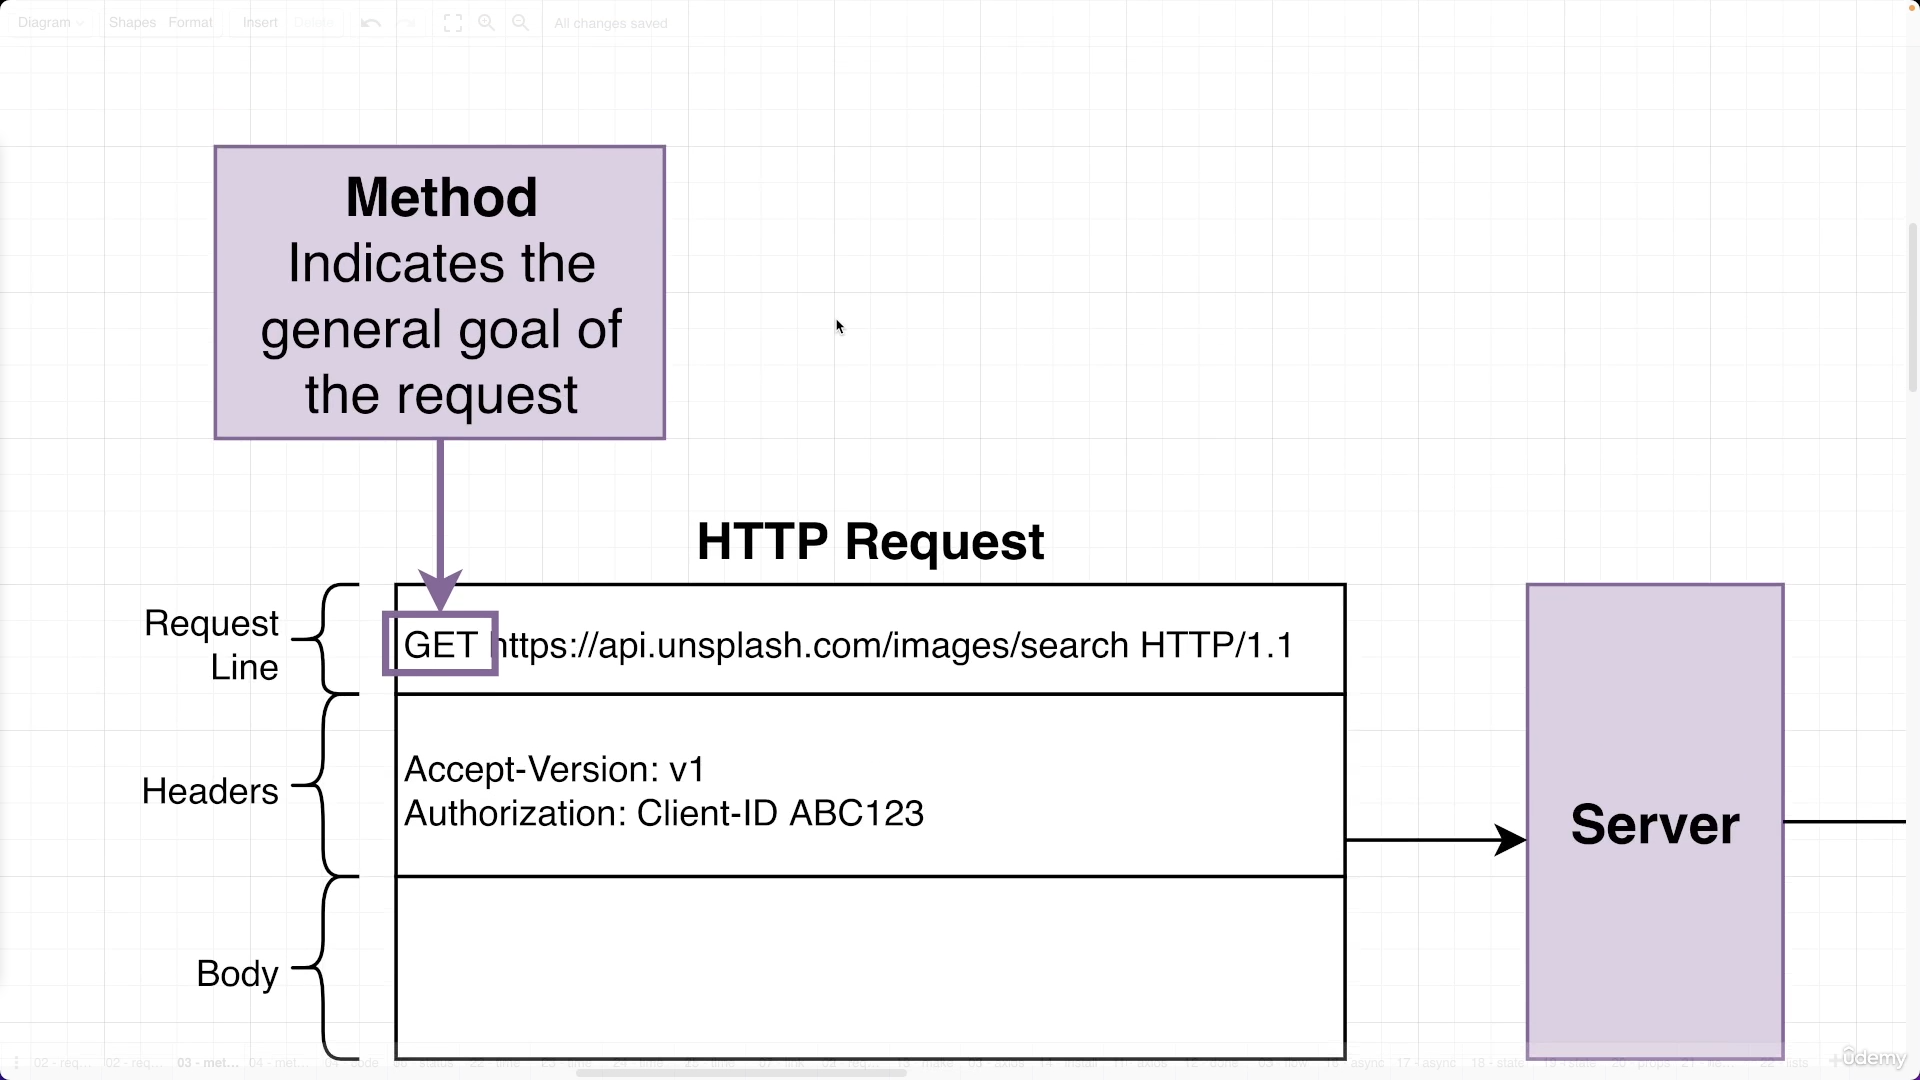 Diagram Shapes Format Insert Delete All changes saved
Method
Indicates the
general goal of
the request
HTTP Request
Request
Line
GET https://api.unsplash.com/images/search HTTP/1.1
Headers
Accept-Version: v1
Authorization: Client-ID ABC123
Server
Body
02 - req... 02 - req... 03 - met... 04 - met... 17 - async
udemy